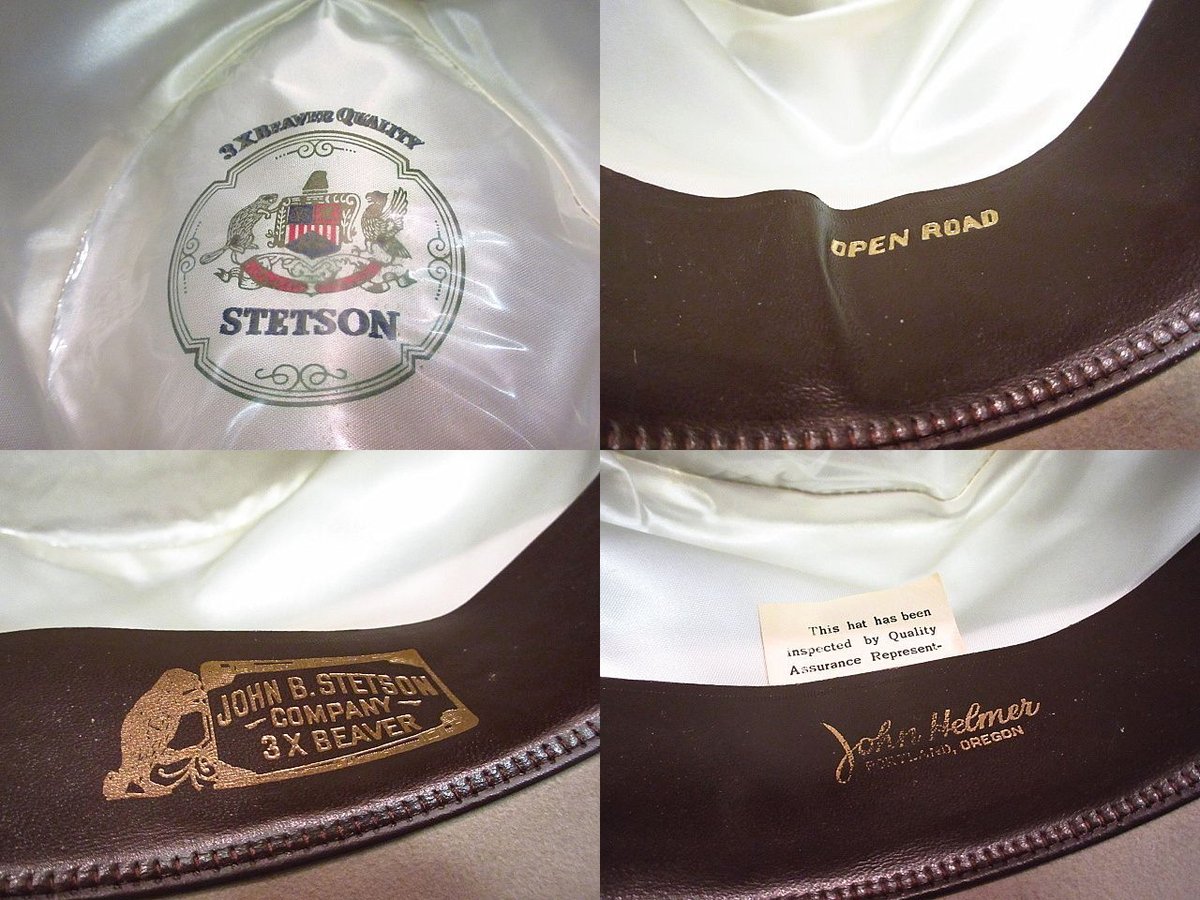 3 X BEAVER QUALITY
STETSON
OPEN ROAD
JOHN B. STETSON
COMPANY
3 X BEAVER
This hat has been
inspected by Quality
Assurance Represent-
John Helmer
PORTLAND, OREGON